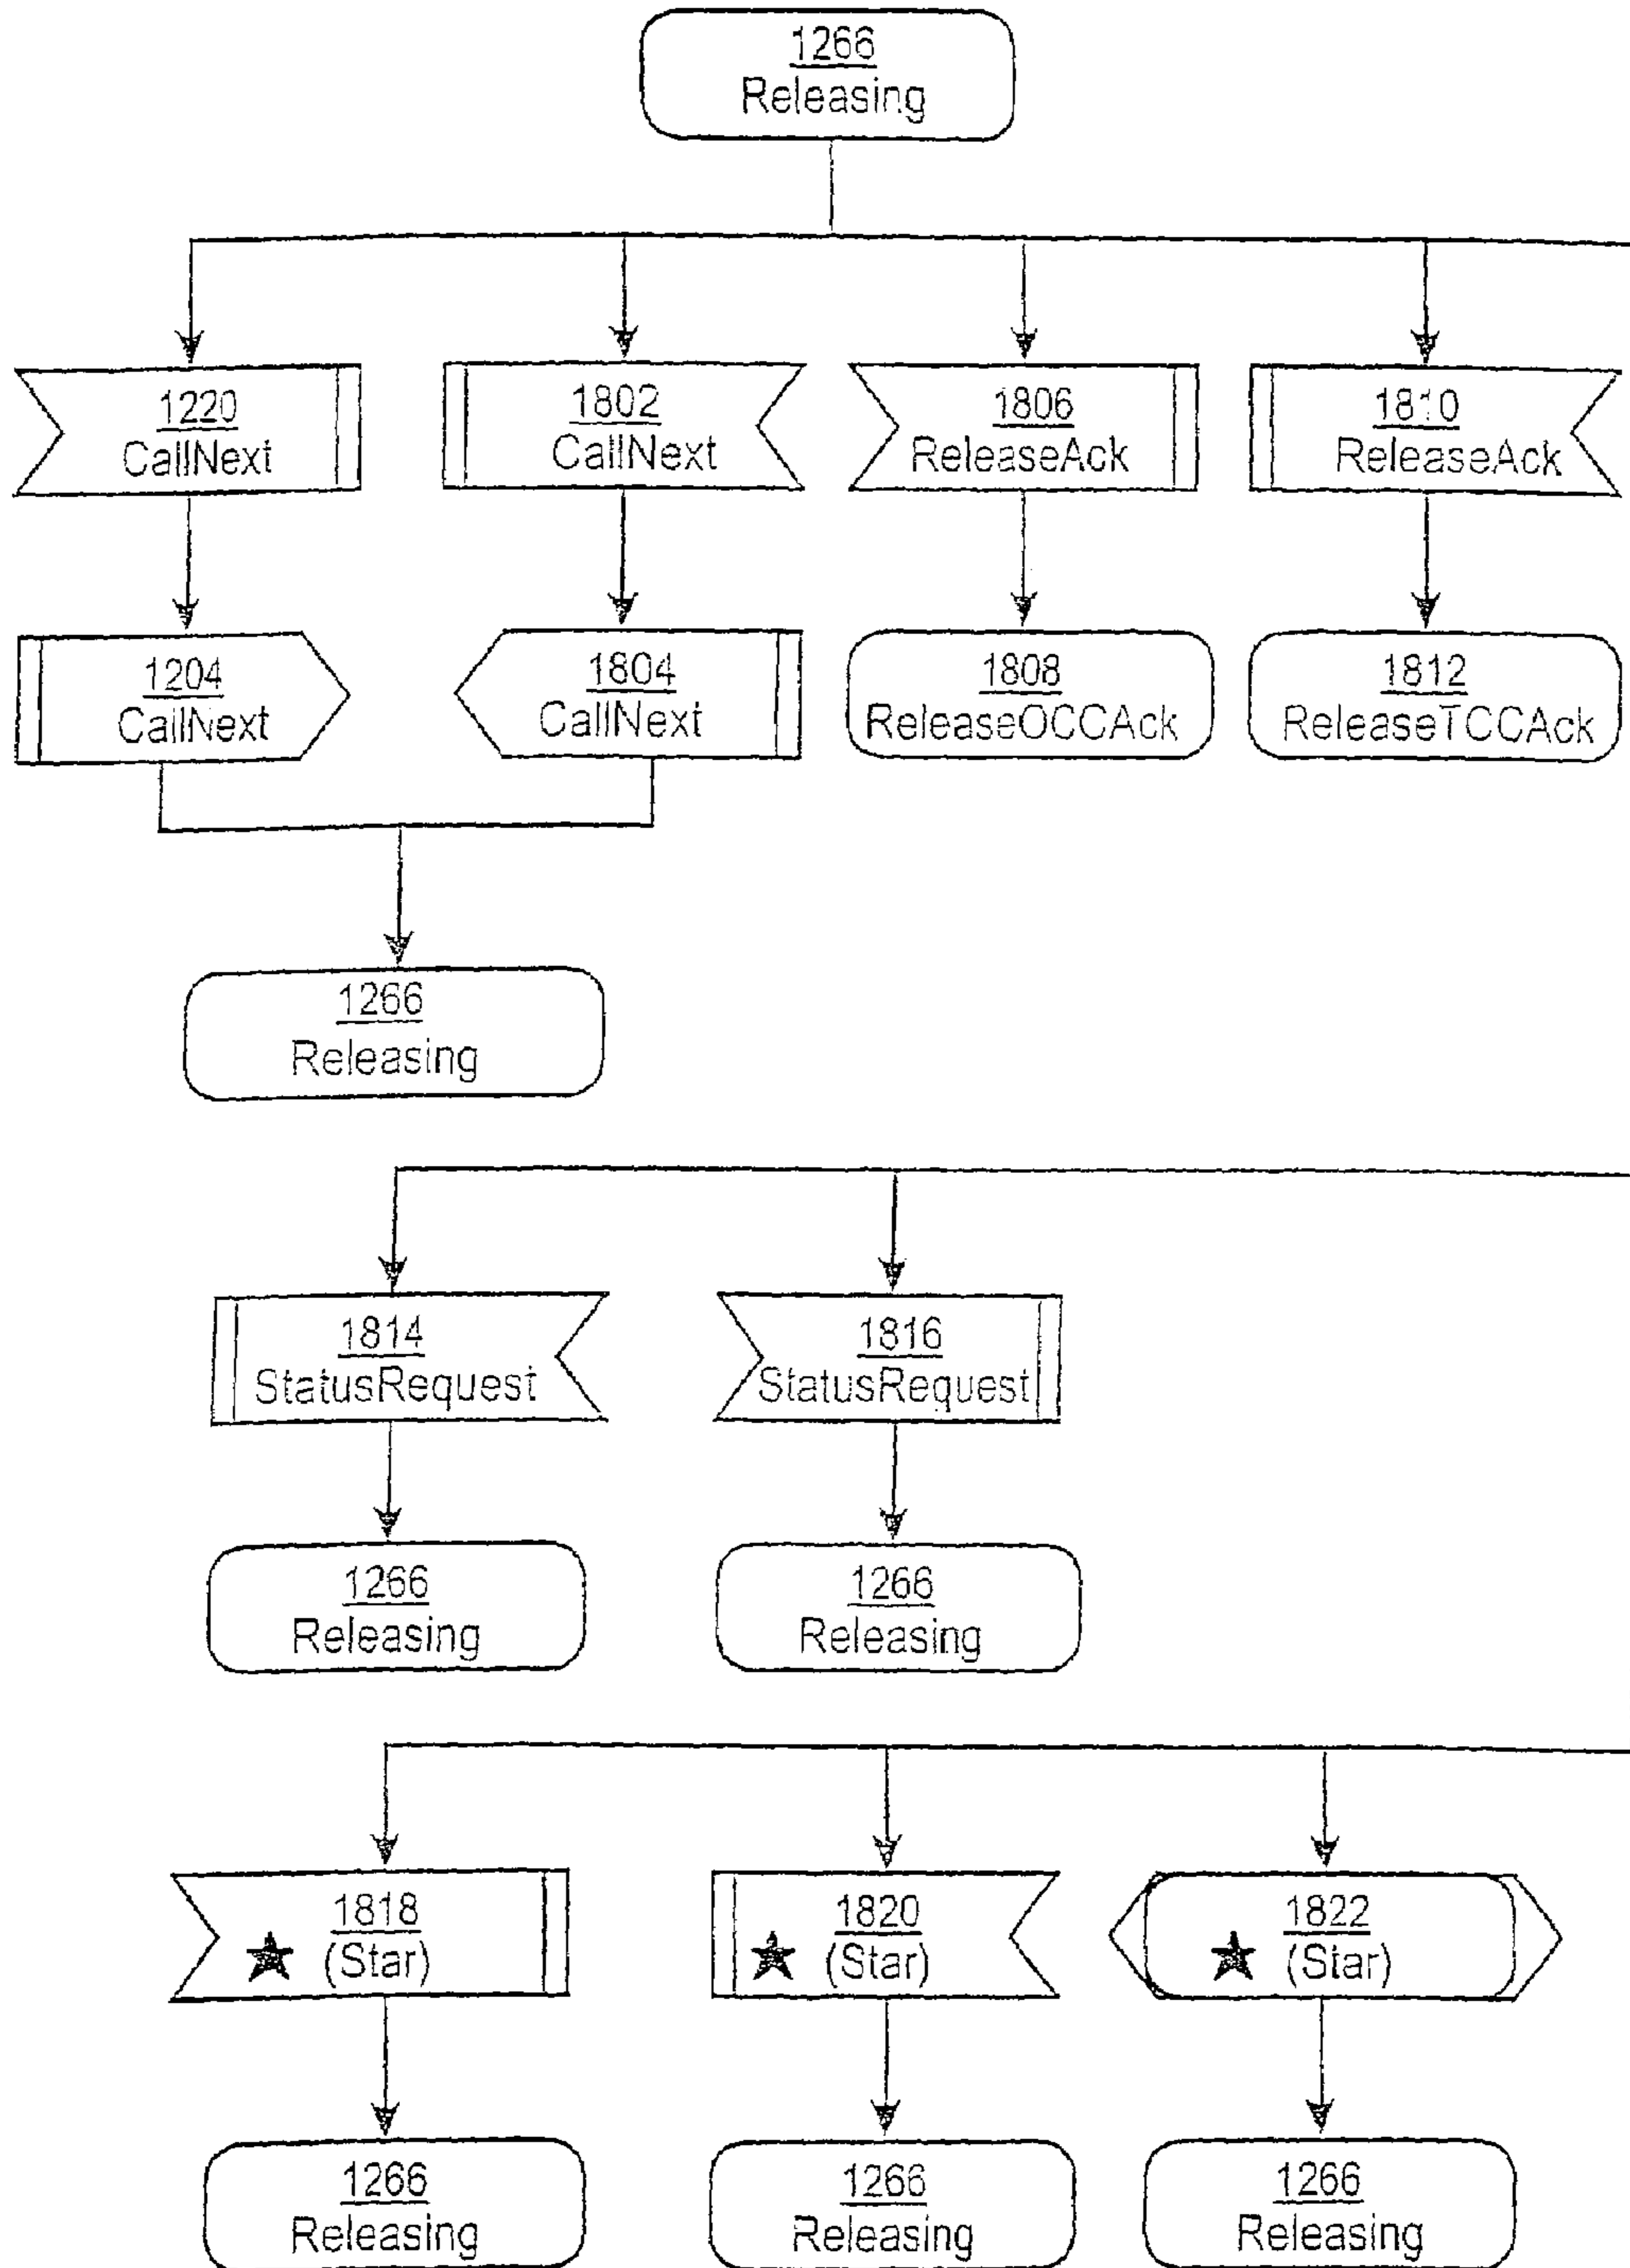 1266
Releasing
1220
CallNext
1802
CallNext
1806
ReleaseAck
1810
ReleaseAck
1204
CallNext
1804
CallNext
1808
ReleaseOCCAck
1812
ReleaseTCCAck
1266
Releasing
1814
StatusRequest
1816
StatusRequest
1266
Releasing
1266
Releasing
1818
(Star)
1820
(Star)
1822
(Star)
1266
Releasing
1266
Releasing
1266
Releasing